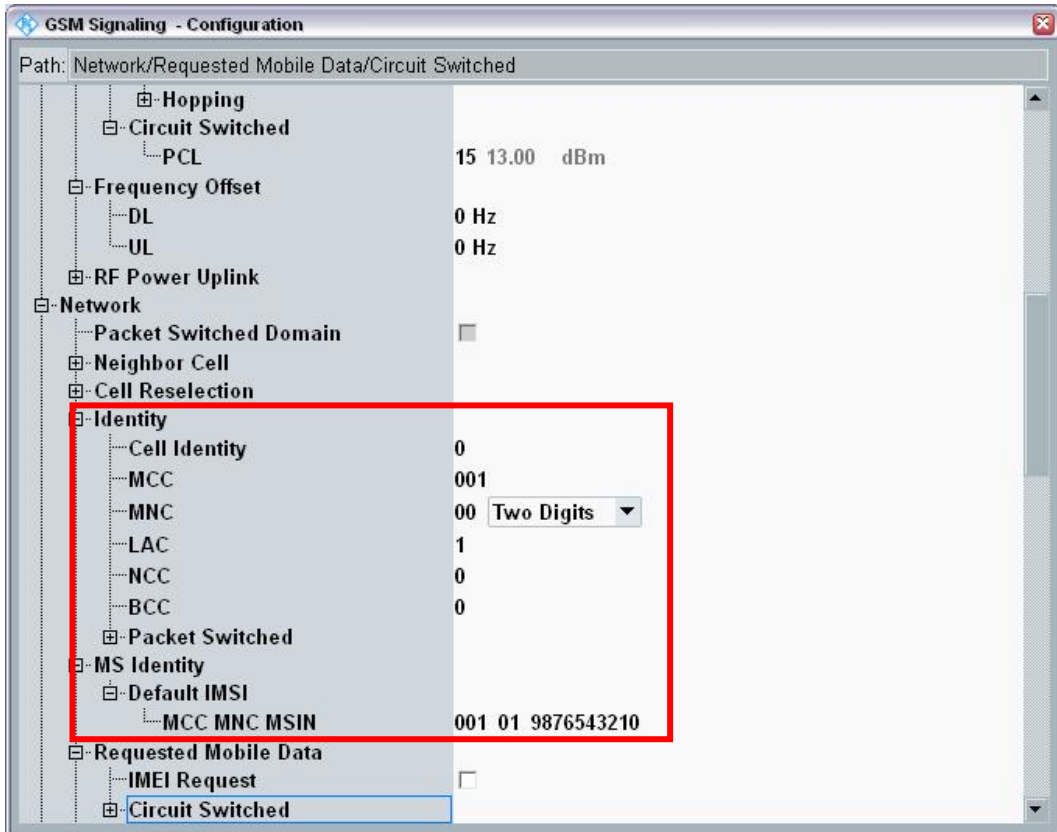 GSM Signaling - Configuration
Path: Network/Requested Mobile Data/Circuit Switched
Hopping
Circuit Switched
PCL 15 13.00 dBm
Frequency Offset
DL 0 Hz
UL 0 Hz
RF Power Uplink
Network
Packet Switched Domain
Neighbor Cell
Cell Reselection
Identity
Cell Identity 0
MCC 001
MNC 00 Two Digits
LAC 1
NCC 0
BCC 0
Packet Switched
MS Identity
Default IMSI
MCC MNC MSIN 001 01 9876543210
Requested Mobile Data
IMEI Request
Circuit Switched